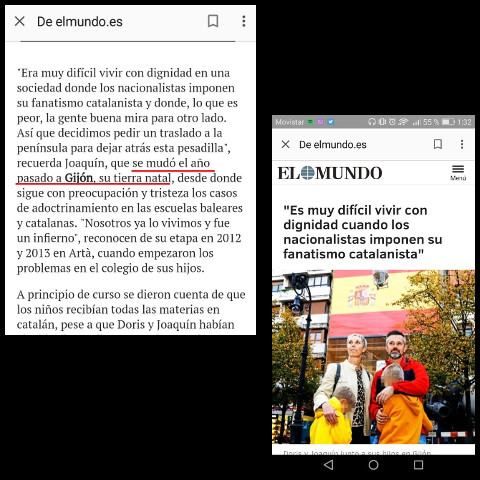 De elmundo.es
"Era muy difícil vivir con dignidad en una
sociedad donde los nacionalistas imponen
su fanatismo catalanista y donde, lo que es
peor, la gente buena mira para otro lado.
Así que decidimos pedir un traslado a la
península para dejar atrás esta pesadilla",
recuerda Joaquín, que se mudó el año
pasado a Gijón, su tierra natal, desde donde
sigue con preocupación y tristeza los casos
de adoctrinamiento en las escuelas baleares
y catalanas. "Nosotros ya lo vivimos y fue
un infierno", reconocen de su etapa en 2012
y 2013 en Artà, cuando empezaron los
problemas en el colegio de sus hijos.
A principio de curso se dieron cuenta de que
los niños recibían todas las materias en
catalán, pese a que Doris y Joaquín habían
Movistar
55 %
1:32
De elmundo.es
EL MUNDO
Menú
"Es muy difícil vivir con
dignidad cuando los
nacionalistas imponen su
fanatismo catalanista"
Doris y Joaquín junto a sus hijos en Gijón